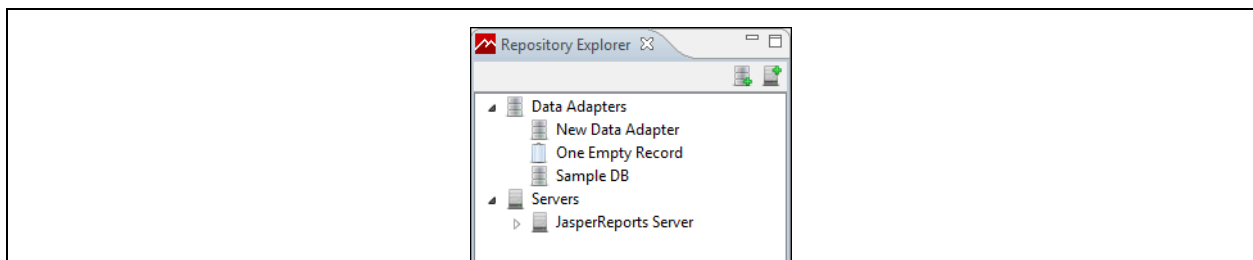 Repository Explorer
Data Adapters
New Data Adapter
One Empty Record
Sample DB
Servers
JasperReports Server